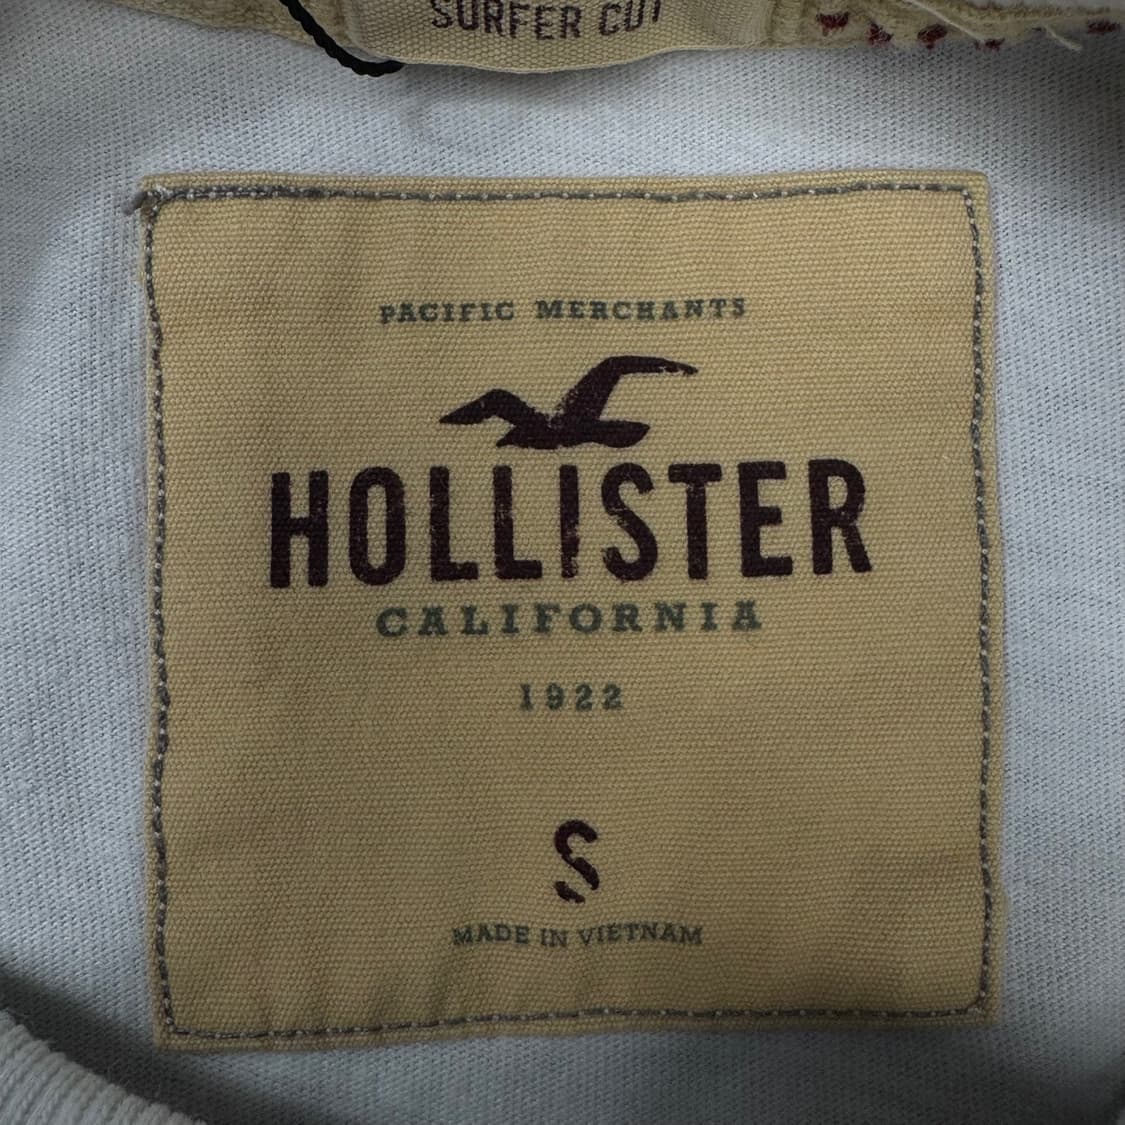 SURFER CUT
PACIFIC MERCHANTS
HOLLISTER
CALIFORNIA
1922
S
MADE IN VIETNAM